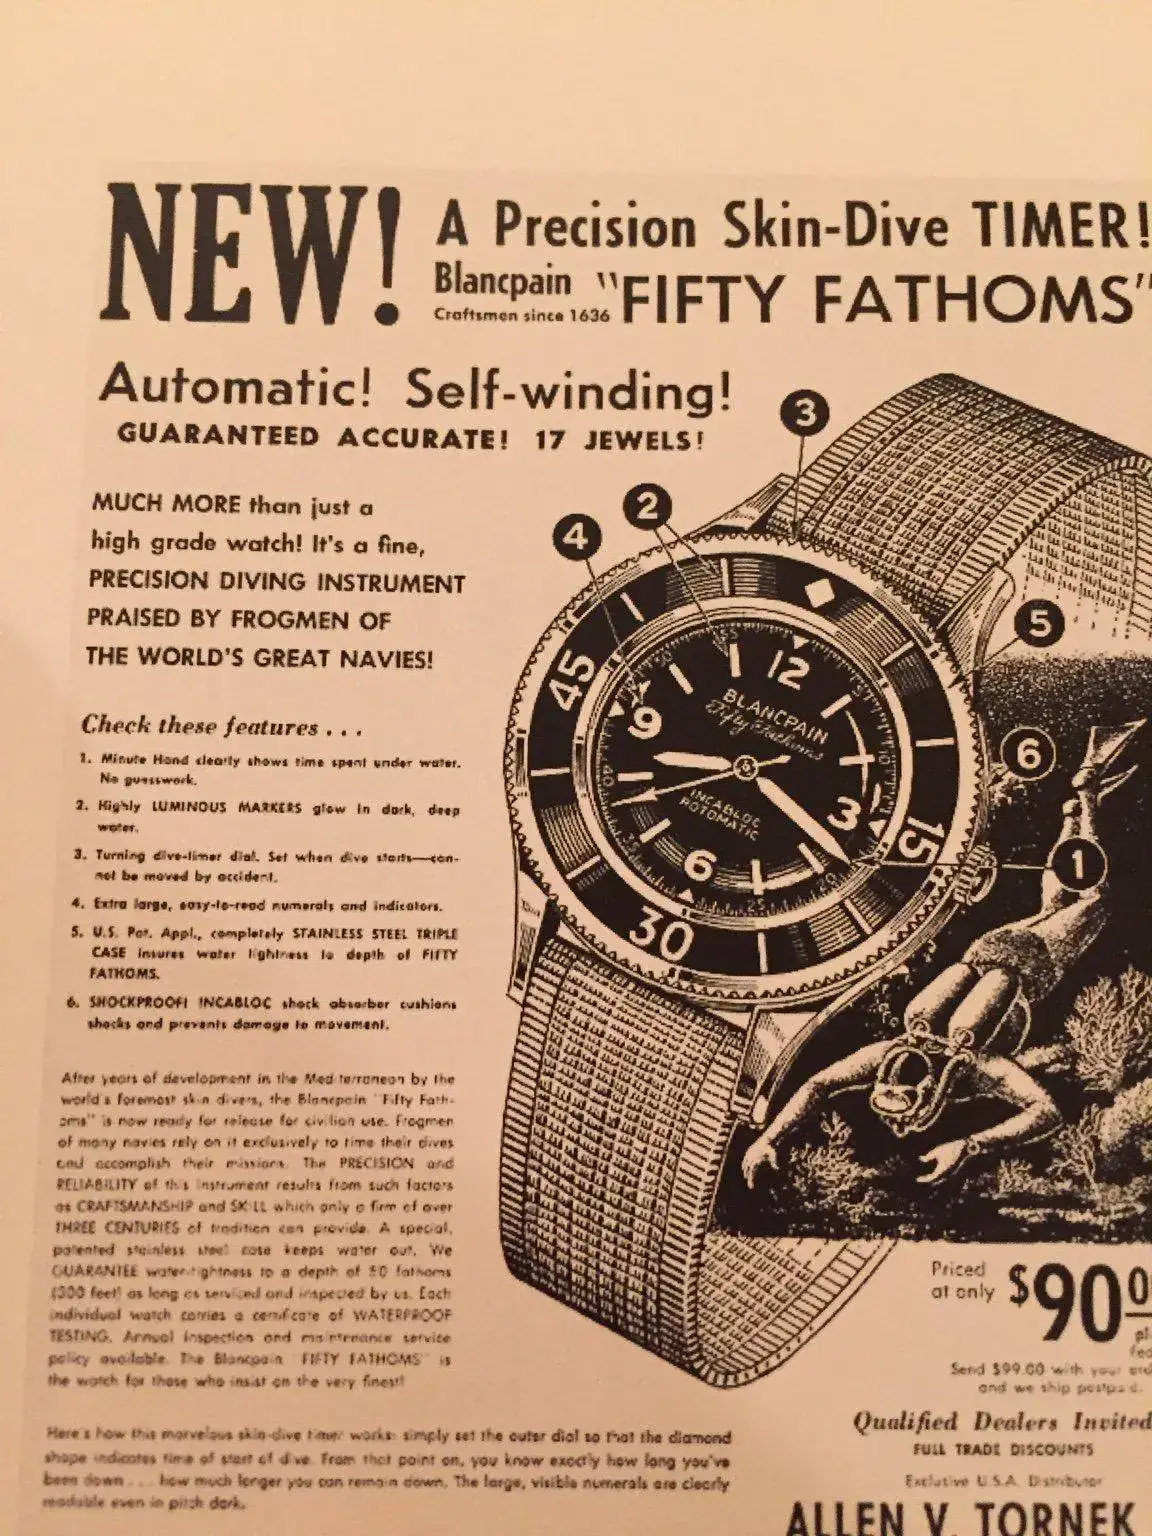 NEW!
A Precision Skin-Dive TIMER!
Blancpain "FIFTY FATHOMS"
Craftsmen since 1636
Automatic! Self-winding!
GUARANTEED ACCURATE! 17 JEWELS!
MUCH MORE than just a
high grade watch! It's a fine,
PRECISION DIVING INSTRUMENT
PRAISED BY FROGMEN OF
THE WORLD'S GREAT NAVIES!
Check these features . . .
1. Minute Hand clearly shows time spent under water.
No guesswork.
2. Highly LUMINOUS MARKERS glow in dark, deep
water.
3. Turning dive-timer dial. Set when dive starts—can-
not be moved by accident.
4. Extra large, easy-to-read numerals and indicators.
5. U.S. Pat. Appl., completely STAINLESS STEEL TRIPLE
CASE insures water tightness to depth of FIFTY
FATHOMS.
6. SHOCKPROOF! INCABLOC shock absorber cushions
shocks and prevents damage to movement.
After years of development in the Mediterranean by the
world's foremost skin divers, the Blancpain "Fifty Fath-
oms" is now ready for release for civilian use. Frogmen
of many navies rely on it exclusively to time their dives
and accomplish their missions. The PRECISION and
RELIABILITY of this instrument results from such factors
as CRAFTSMANSHIP and SKILL which only a firm of over
THREE CENTURIES of tradition can provide. A special,
patented stainless steel case keeps water out. We
GUARANTEE water-tightness to a depth of 50 fathoms
(300 feet) as long as serviced and inspected by us. Each
individual watch carries a certificate of WATERPROOF
TESTING. Annual Inspection and maintenance service
policy available. The Blancpain "FIFTY FATHOMS" is
the watch for those who insist on the very finest!
Here's how this marvelous skin-dive timer works: simply set the outer dial so that the diamond
shape indicates time of start of dive. From that point on, you know exactly how long you've
been down . . . how much longer you can remain down. The large, visible numerals are clearly
readable even in pitch dark.
3
2
4
5
6
1
45
15
30
12
9
3
6
55
50
40
35
25
20
10
BLANCPAIN
Fifty Fathoms
INCABLOC
ROTOMATIC
Priced
at only $90.0
Send $99.00 with your
and we ship postpaid.
Qualified Dealers Invited
FULL TRADE DISCOUNTS
Exclusive U.S.A. Distributor
ALLEN V. TORNEK